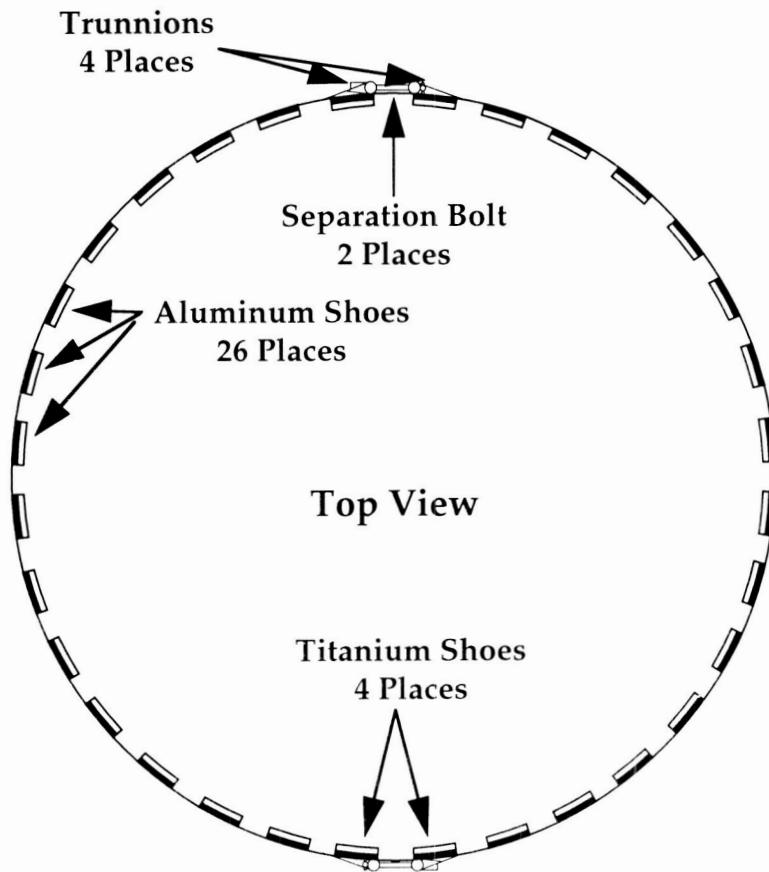 Trunnions
4 Places
Separation Bolt
2 Places
Aluminum Shoes
26 Places
Top View
Titanium Shoes
4 Places